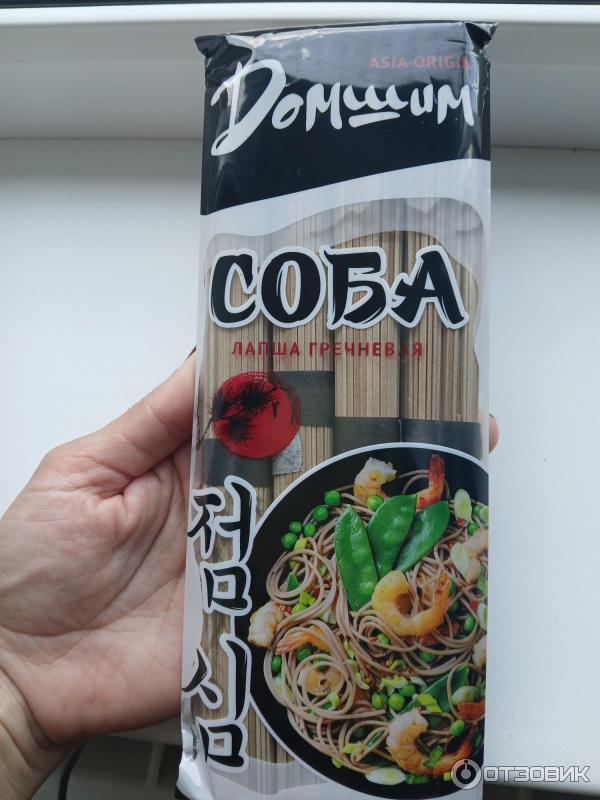 ASIA ORIGIN
Домшим
СОБА
ЛАПША ГРЕЧНЕВАЯ
점심
ОТЗОВИК